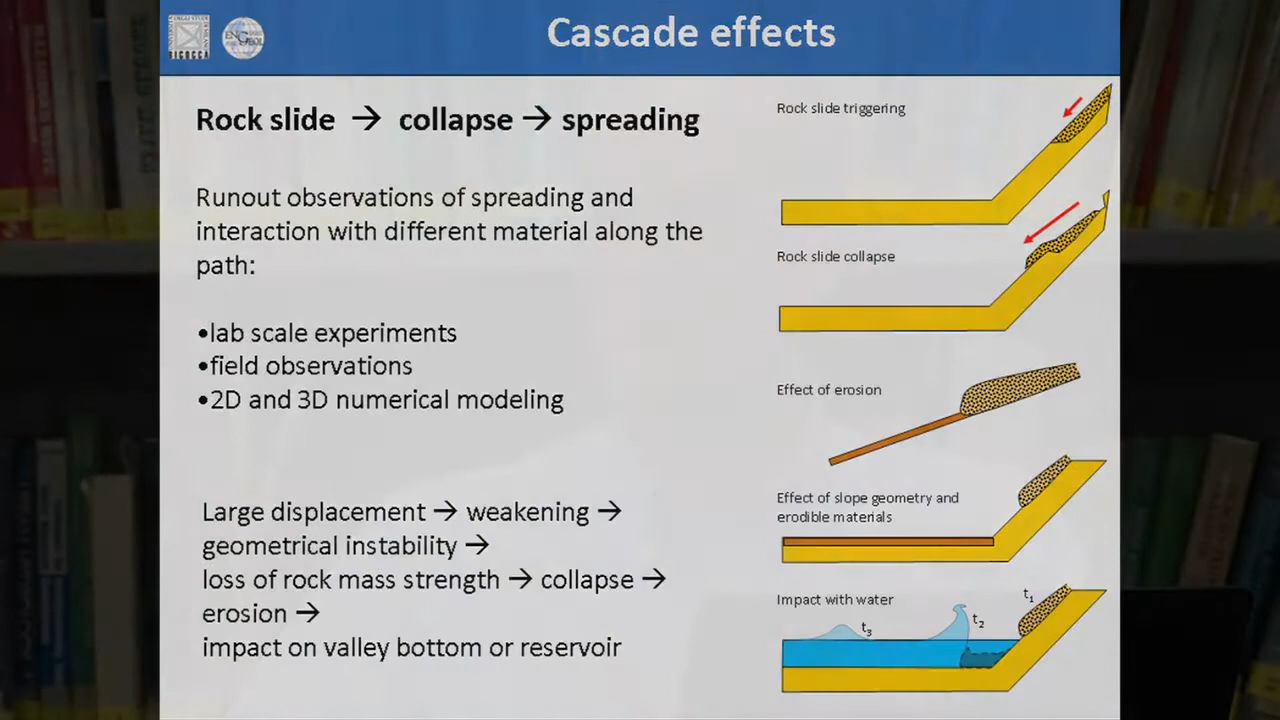 Cascade effects
Rock slide → collapse → spreading
Runout observations of spreading and
interaction with different material along the
path:
•lab scale experiments
•field observations
•2D and 3D numerical modeling
Large displacement → weakening →
geometrical instability →
loss of rock mass strength → collapse →
erosion →
impact on valley bottom or reservoir
Rock slide triggering
Rock slide collapse
Effect of erosion
Effect of slope geometry and
erodible materials
Impact with water
t1
t2
t3